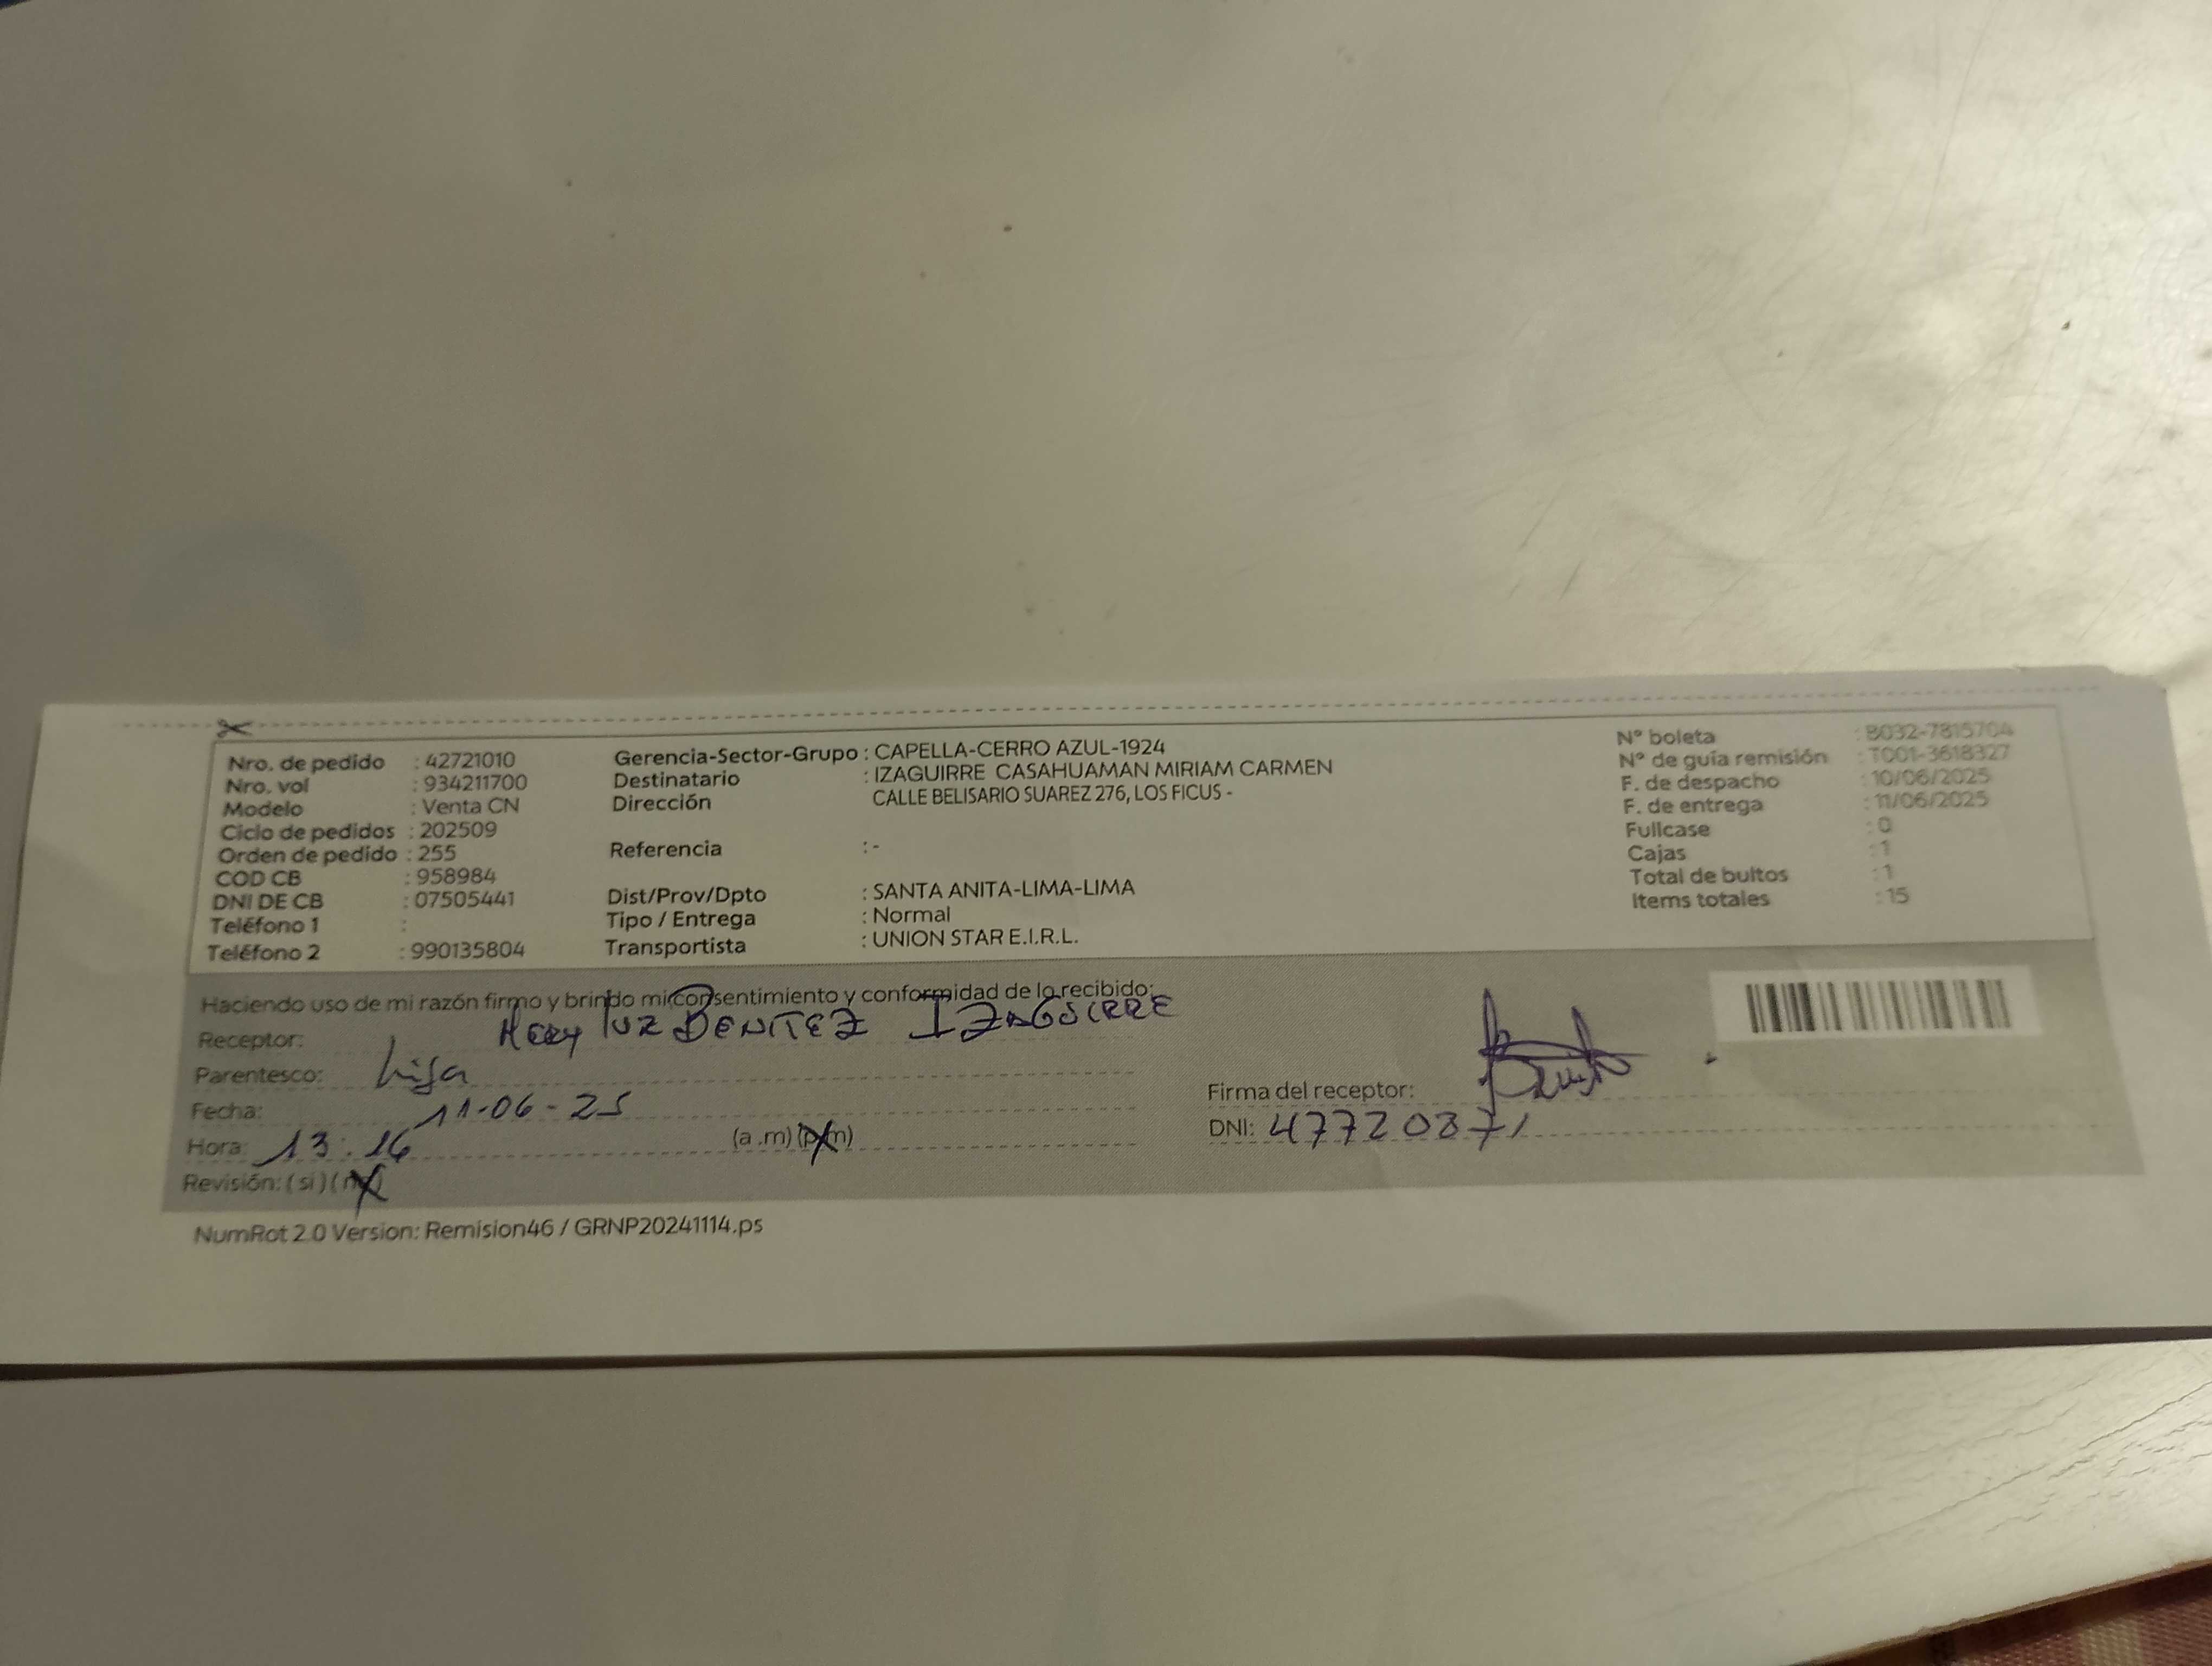 Nro. de pedido : 42721010
Nro. vol : 934211700
Modelo : Venta CN
Ciclo de pedidos : 202509
Orden de pedido : 255
COD CB : 958984
DNI DE CB : 07505441
Teléfono 1 :
Teléfono 2 : 990135804
Gerencia-Sector-Grupo : CAPELLA-CERRO AZUL-1924
Destinatario : IZAGUIRRE CASAHUAMAN MIRIAM CARMEN
Dirección CALLE BELISARIO SUAREZ 276, LOS FICUS -
Referencia : -
Dist/Prov/Dpto : SANTA ANITA-LIMA-LIMA
Tipo / Entrega : Normal
Transportista : UNION STAR E.I.R.L.
N° boleta : B032-7815704
N° de guía remisión : T001-3618327
F. de despacho : 10/06/2025
F. de entrega : 11/06/2025
Fullcase : 0
Cajas : 1
Total de bultos : 1
Items totales : 15
Haciendo uso de mi razón firmo y brindo mi consentimiento y conformidad de lo recibido:
Receptor: Luz BENITEZ IZAGUIRRE
Parentesco: hija
Fecha: 11-06-25
Hora: 13:16 (a .m) (p.m)
Revisión: ( si ) ( no )
Firma del receptor:
DNI: 47720871
NumRot 2.0 Version: Remision46 / GRNP20241114.ps